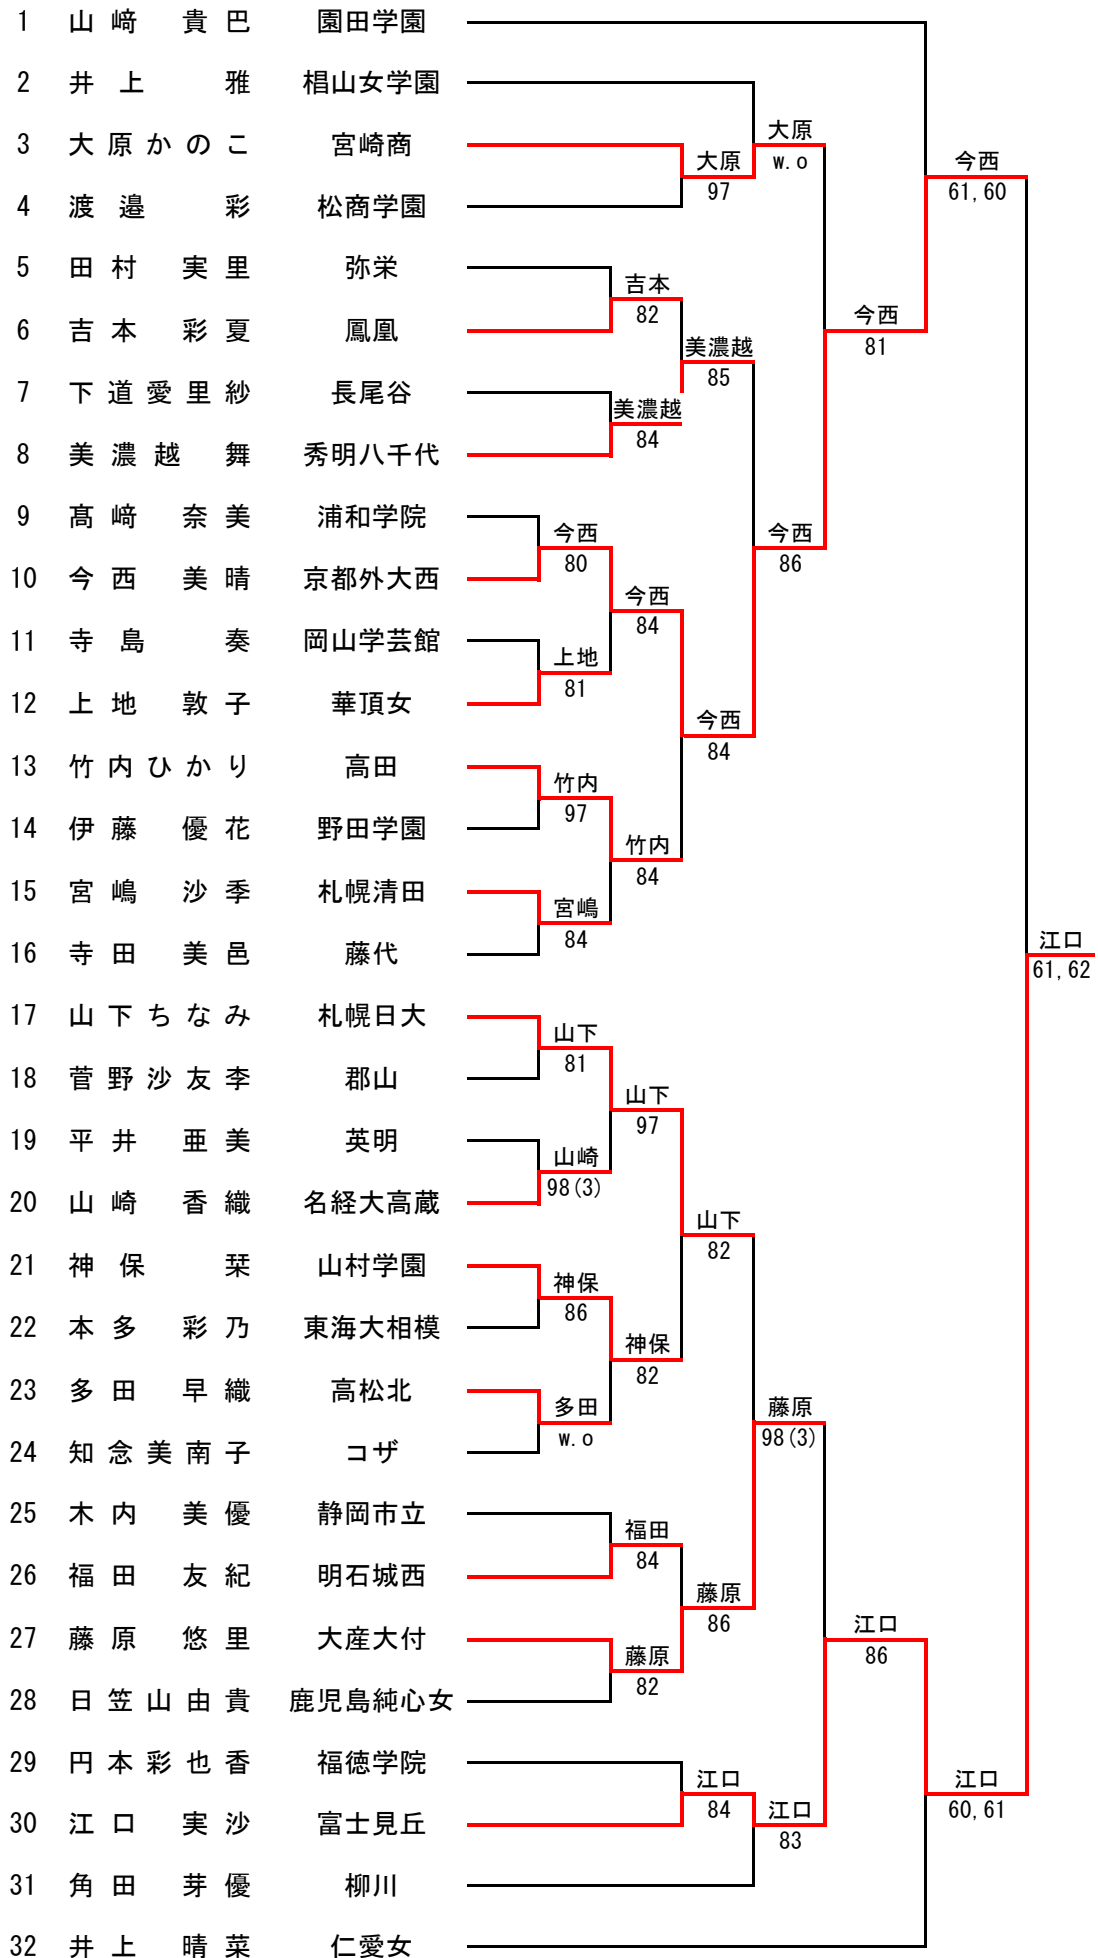 1 山﨑 貴巴 園田学園
2 井上 雅 椙山女学園
大原
3 大原かのこ 宮崎商
大原 w.o 今西
97 61,60
4 渡邉 彩 松商学園
5 田村 実里 弥栄
吉本
82 今西
6 吉本 彩夏 鳳凰
美濃越 81
85
7 下道愛里紗 長尾谷
美濃越
84
8 美濃越 舞 秀明八千代
9 髙﨑 奈美 浦和学院
今西 今西
80 86
10 今西 美晴 京都外大西
今西
84
11 寺島 奏 岡山学芸館
上地
81
12 上地 敦子 華頂女
今西
84
13 竹内ひかり 高田
竹内
97
14 伊藤 優花 野田学園
竹内
84
15 宮嶋 沙季 札幌清田
宮嶋
84 江口
16 寺田 美邑 藤代
61,62
17 山下ちなみ 札幌日大
山下
81
18 菅野沙友李 郡山
山下
97
19 平井 亜美 英明
山崎
98(3)
20 山崎 香織 名経大高蔵
山下
82
21 神保 栞 山村学園
神保
86
22 本多 彩乃 東海大相模
神保
82
23 多田 早織 高松北
多田 藤原
w.o 98(3)
24 知念美南子 コザ
25 木内 美優 静岡市立
福田
84
26 福田 友紀 明石城西
藤原
86 江口
27 藤原 悠里 大産大付
藤原 86
82
28 日笠山由貴 鹿児島純心女
29 円本彩也香 福徳学院
江口 江口
84 江口 60,61
30 江口 実沙 富士見丘
83
31 角田 芽優 柳川
32 井上 晴菜 仁愛女